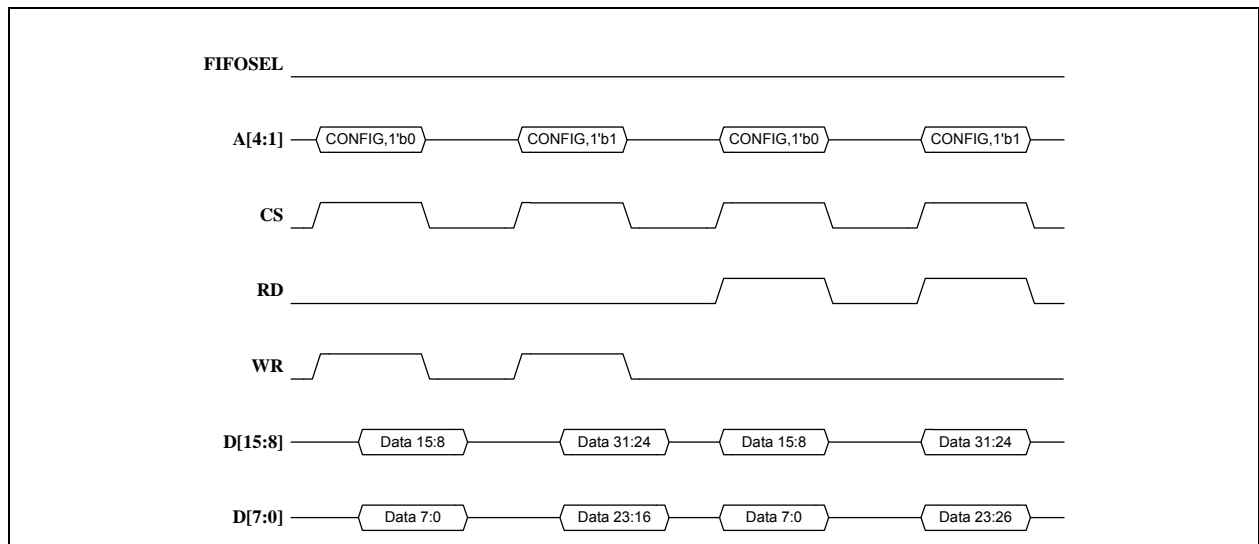 FIFOSEL
A[4:1] CONFIG,1'b0 CONFIG,1'b1 CONFIG,1'b0 CONFIG,1'b1
CS
RD
WR
D[15:8] Data 15:8 Data 31:24 Data 15:8 Data 31:24
D[7:0] Data 7:0 Data 23:16 Data 7:0 Data 23:26